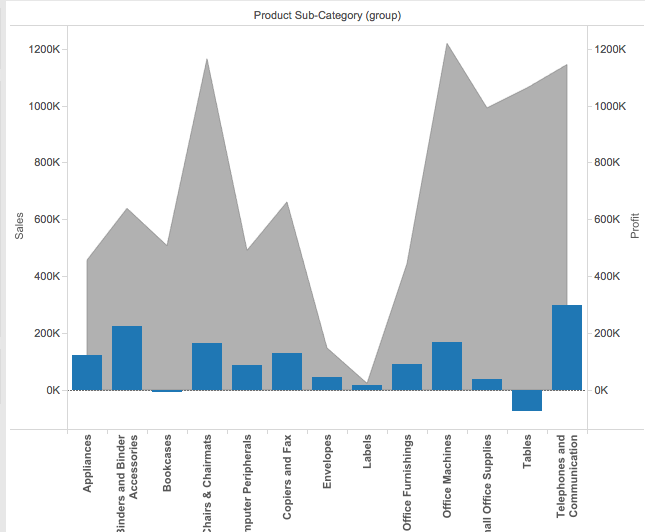 Product Sub-Category (group)
1200K
1000K
800K
600K
400K
200K
0K
Sales
1200K
1000K
800K
600K
400K
200K
0K
Profit
Appliances
Binders and Binder
Accessories
Bookcases
Chairs & Chairmats
mputer Peripherals
Copiers and Fax
Envelopes
Labels
Office Furnishings
Office Machines
all Office Supplies
Tables
Telephones and
Communication